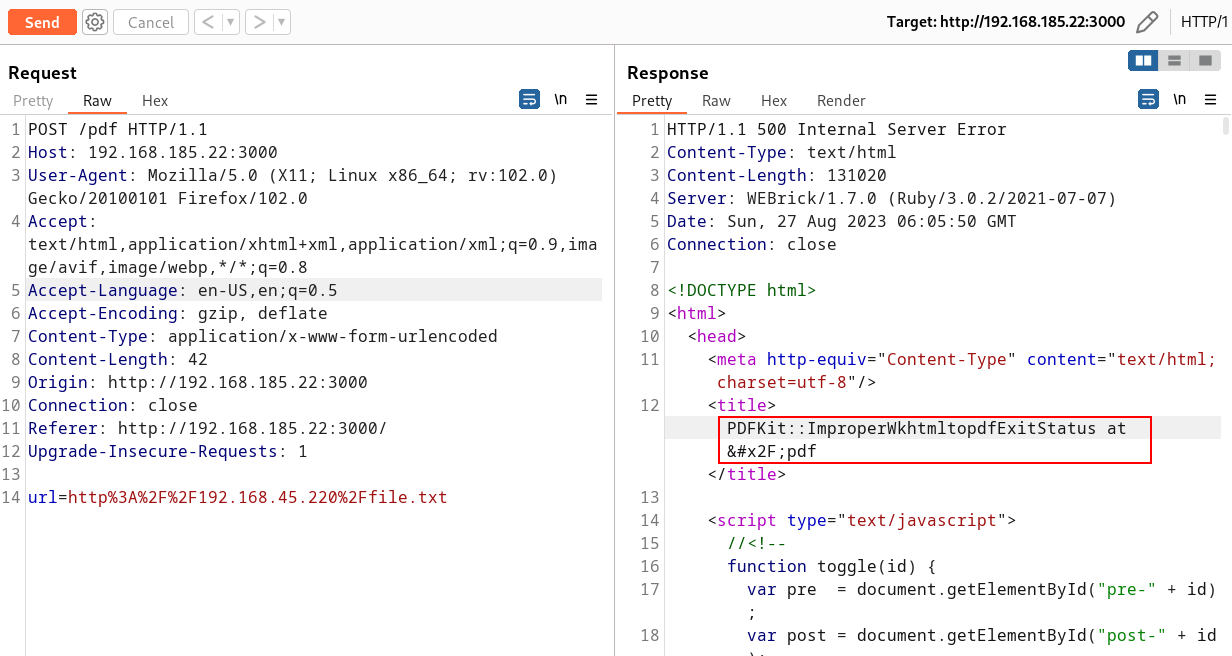 Send Cancel < > Target: http://192.168.185.22:3000 HTTP/1
Request
Pretty Raw Hex \n
1 POST /pdf HTTP/1.1
2 Host: 192.168.185.22:3000
3 User-Agent: Mozilla/5.0 (X11; Linux x86_64; rv:102.0)
Gecko/20100101 Firefox/102.0
4 Accept:
text/html,application/xhtml+xml,application/xml;q=0.9,ima
ge/avif,image/webp,*/*;q=0.8
5 Accept-Language: en-US,en;q=0.5
6 Accept-Encoding: gzip, deflate
7 Content-Type: application/x-www-form-urlencoded
8 Content-Length: 42
9 Origin: http://192.168.185.22:3000
10 Connection: close
11 Referer: http://192.168.185.22:3000/
12 Upgrade-Insecure-Requests: 1
13
14 url=http%3A%2F%2F192.168.45.220%2Ffile.txt
Response
Pretty Raw Hex Render \n
1 HTTP/1.1 500 Internal Server Error
2 Content-Type: text/html
3 Content-Length: 131020
4 Server: WEBrick/1.7.0 (Ruby/3.0.2/2021-07-07)
5 Date: Sun, 27 Aug 2023 06:05:50 GMT
6 Connection: close
7
8 <!DOCTYPE html>
9 <html>
10 <head>
11 <meta http-equiv="Content-Type" content="text/html;
charset=utf-8"/>
12 <title>
PDFKit::ImproperWkhtmltopdfExitStatus at
&#x2F;pdf
</title>
13
14 <script type="text/javascript">
15 //<!--
16 function toggle(id) {
17 var pre = document.getElementById("pre-" + id)
;
18 var post = document.getElementById("post-" + id